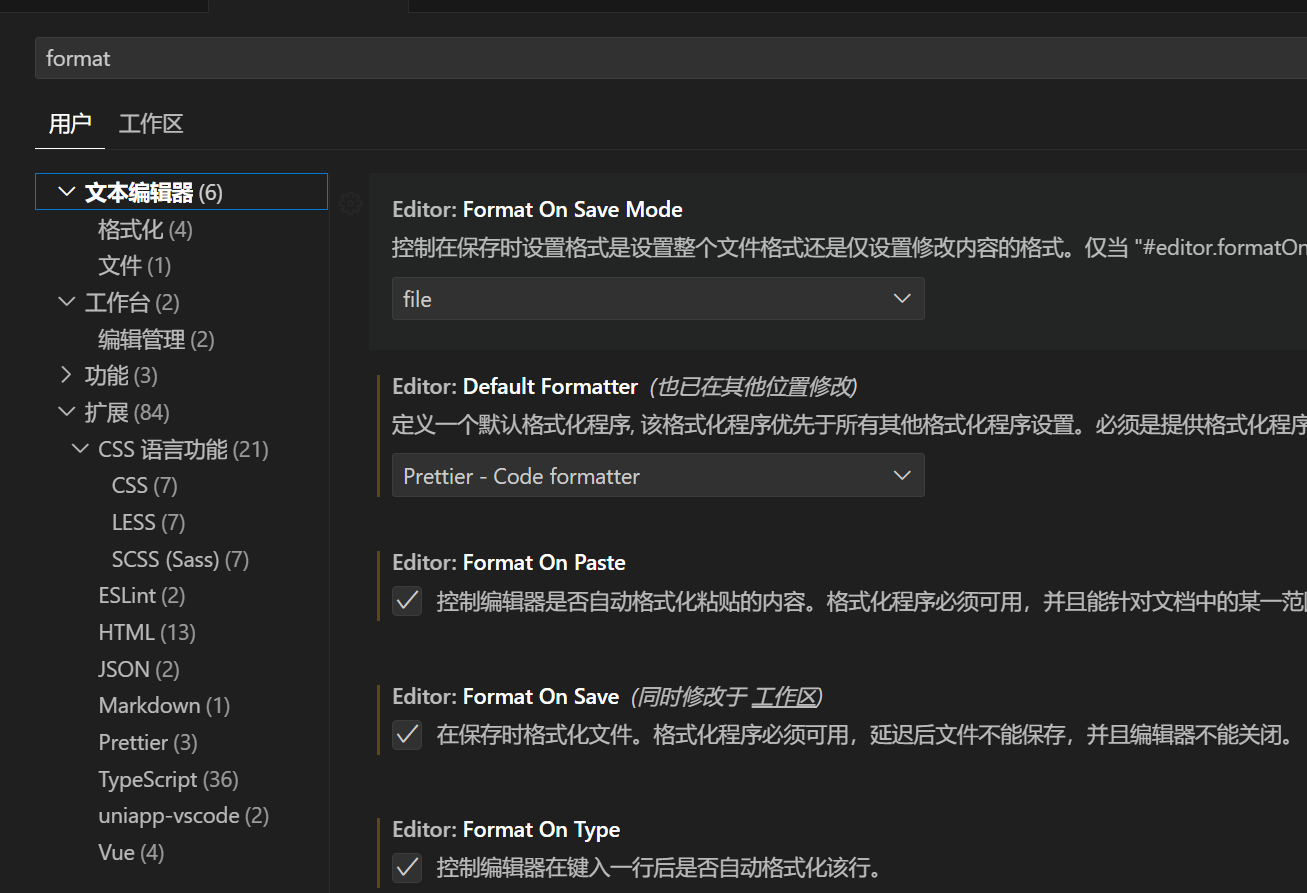 format
用户 工作区
文本编辑器 (6)
格式化 (4)
文件 (1)
工作台 (2)
编辑管理 (2)
功能 (3)
扩展 (84)
CSS 语言功能 (21)
CSS (7)
LESS (7)
SCSS (Sass) (7)
ESLint (2)
HTML (13)
JSON (2)
Markdown (1)
Prettier (3)
TypeScript (36)
uniapp-vscode (2)
Vue (4)
Editor: Format On Save Mode
控制在保存时设置格式是设置整个文件格式还是仅设置修改内容的格式。仅当 "#editor.formatOn
file
Editor: Default Formatter (也已在其他位置修改)
定义一个默认格式化程序, 该格式化程序优先于所有其他格式化程序设置。必须是提供格式化程序
Prettier - Code formatter
Editor: Format On Paste
控制编辑器是否自动格式化粘贴的内容。格式化程序必须可用，并且能针对文档中的某一范
Editor: Format On Save (同时修改于 工作区)
在保存时格式化文件。格式化程序必须可用，延迟后文件不能保存，并且编辑器不能关闭。
Editor: Format On Type
控制编辑器在键入一行后是否自动格式化该行。